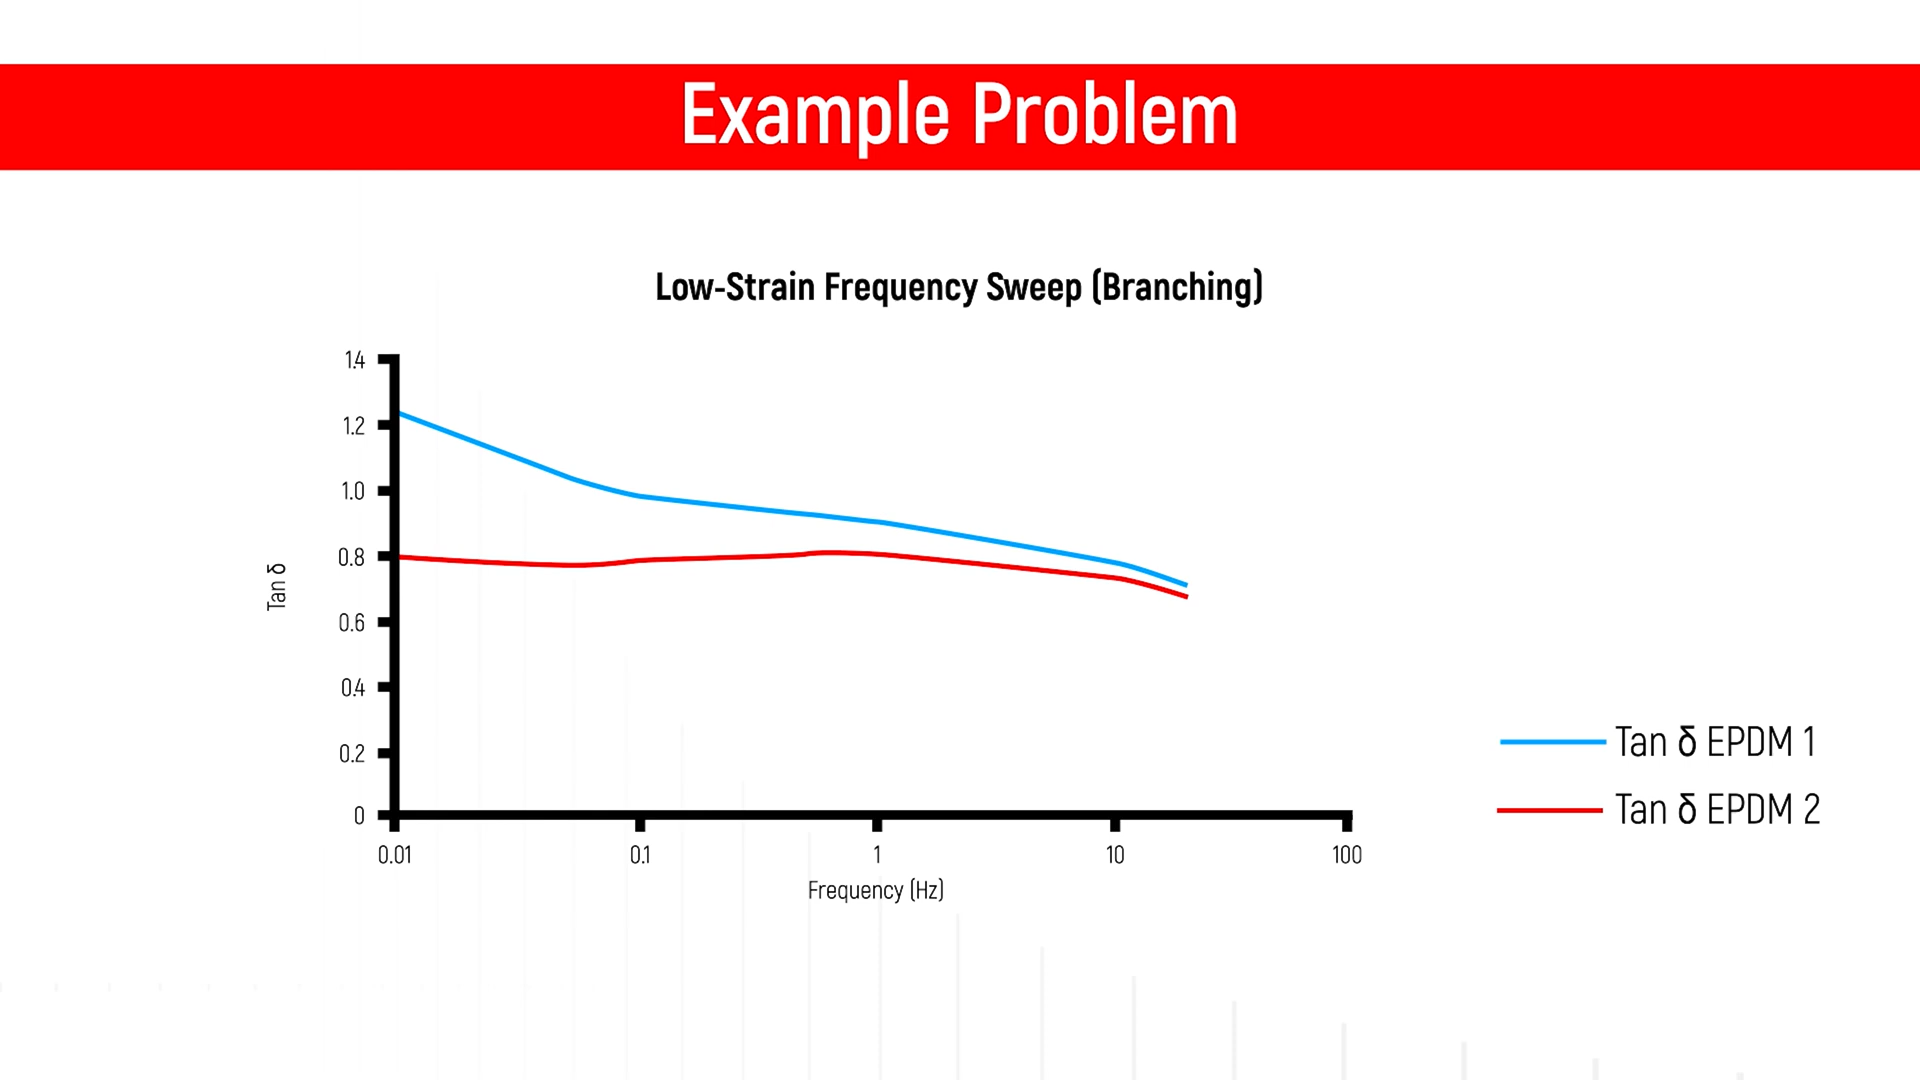 Example Problem
Low-Strain Frequency Sweep (Branching)
1.4
1.2
1.0
0.8
0.6
0.4
0.2
0
Tan δ
0.01 0.1 1 10 100
Frequency (Hz)
Tan δ EPDM 1
Tan δ EPDM 2